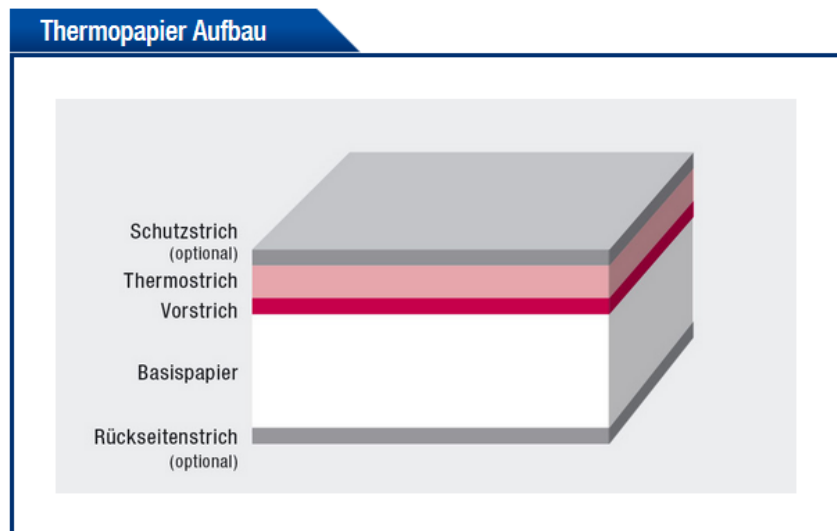 Thermopapier Aufbau
Schutzstrich
(optional)
Thermostrich
Vorstrich
Basispapier
Rückseitenstrich
(optional)